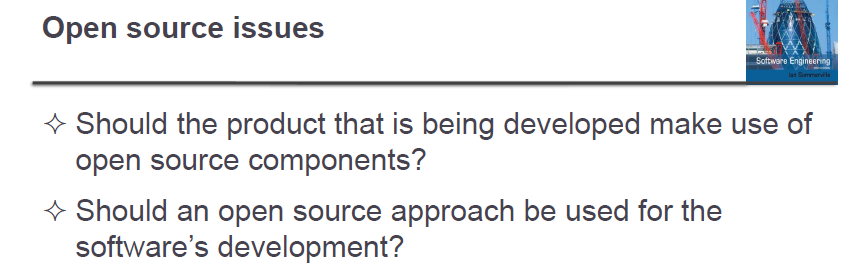 Open source issues
Software Engineering
Ian Sommerville
✧ Should the product that is being developed make use of
open source components?
✧ Should an open source approach be used for the
software's development?